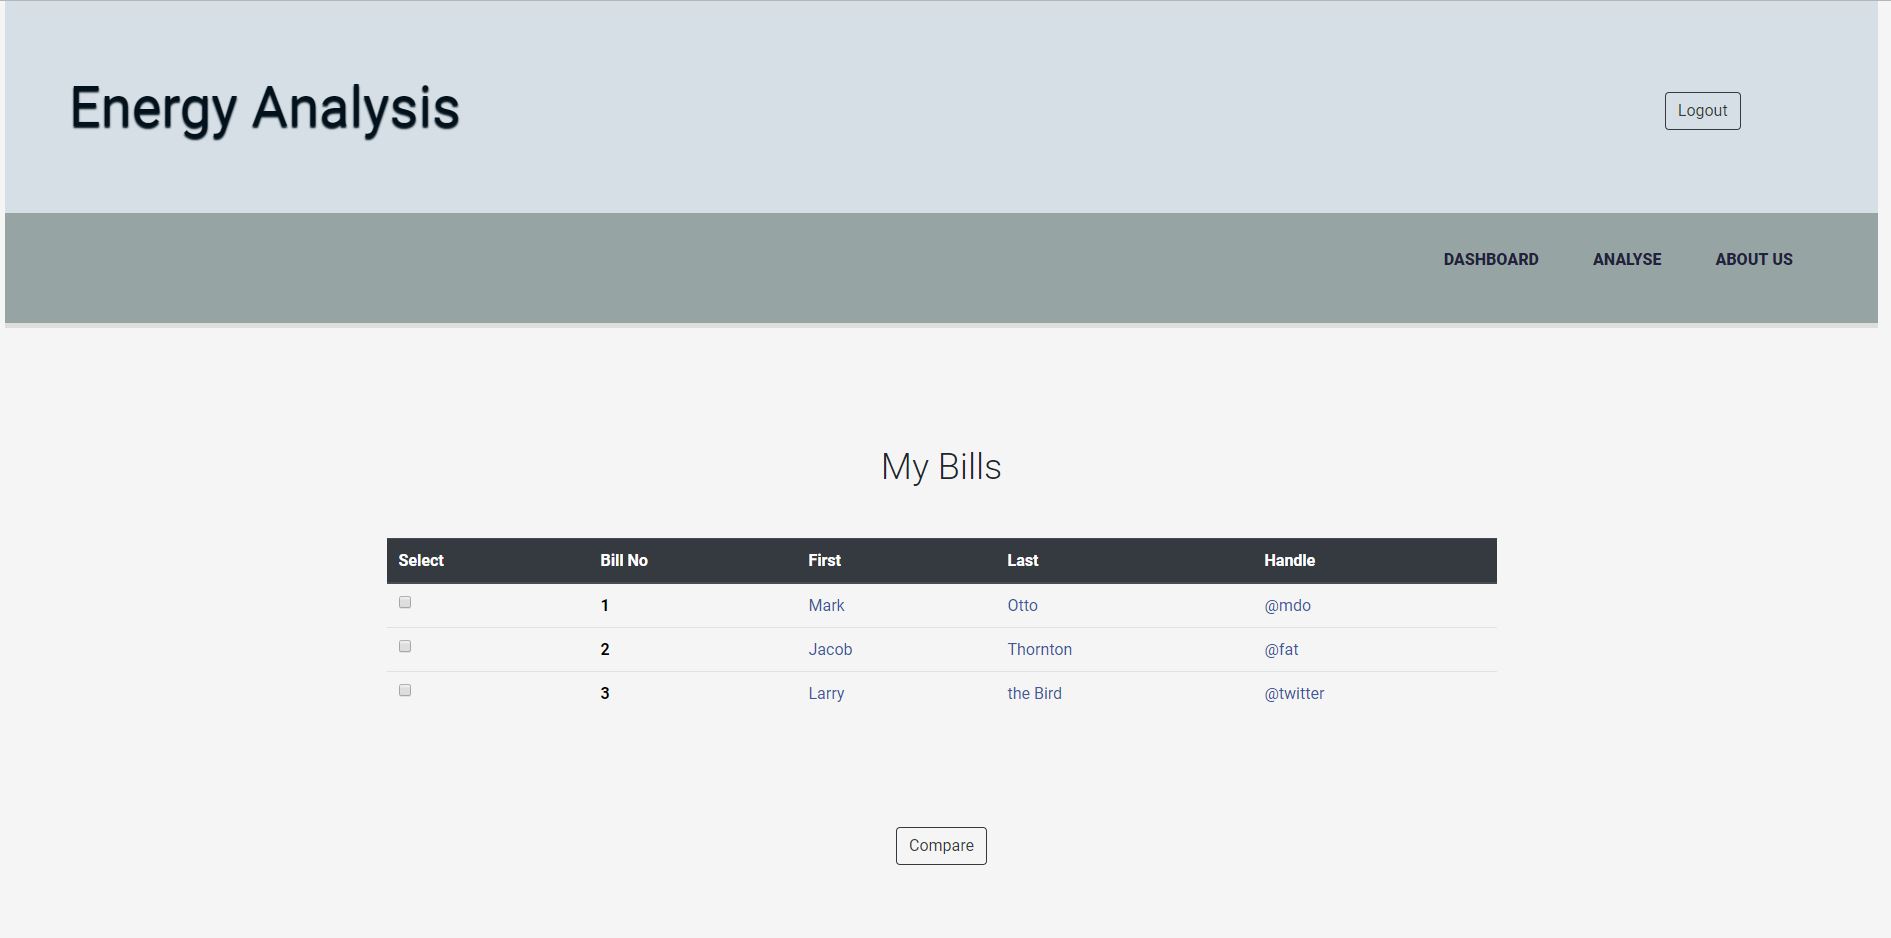 Energy Analysis
Logout
DASHBOARD ANALYSE ABOUT US
My Bills
Select Bill No First Last Handle
1 Mark Otto @mdo
2 Jacob Thornton @fat
3 Larry the Bird @twitter
Compare